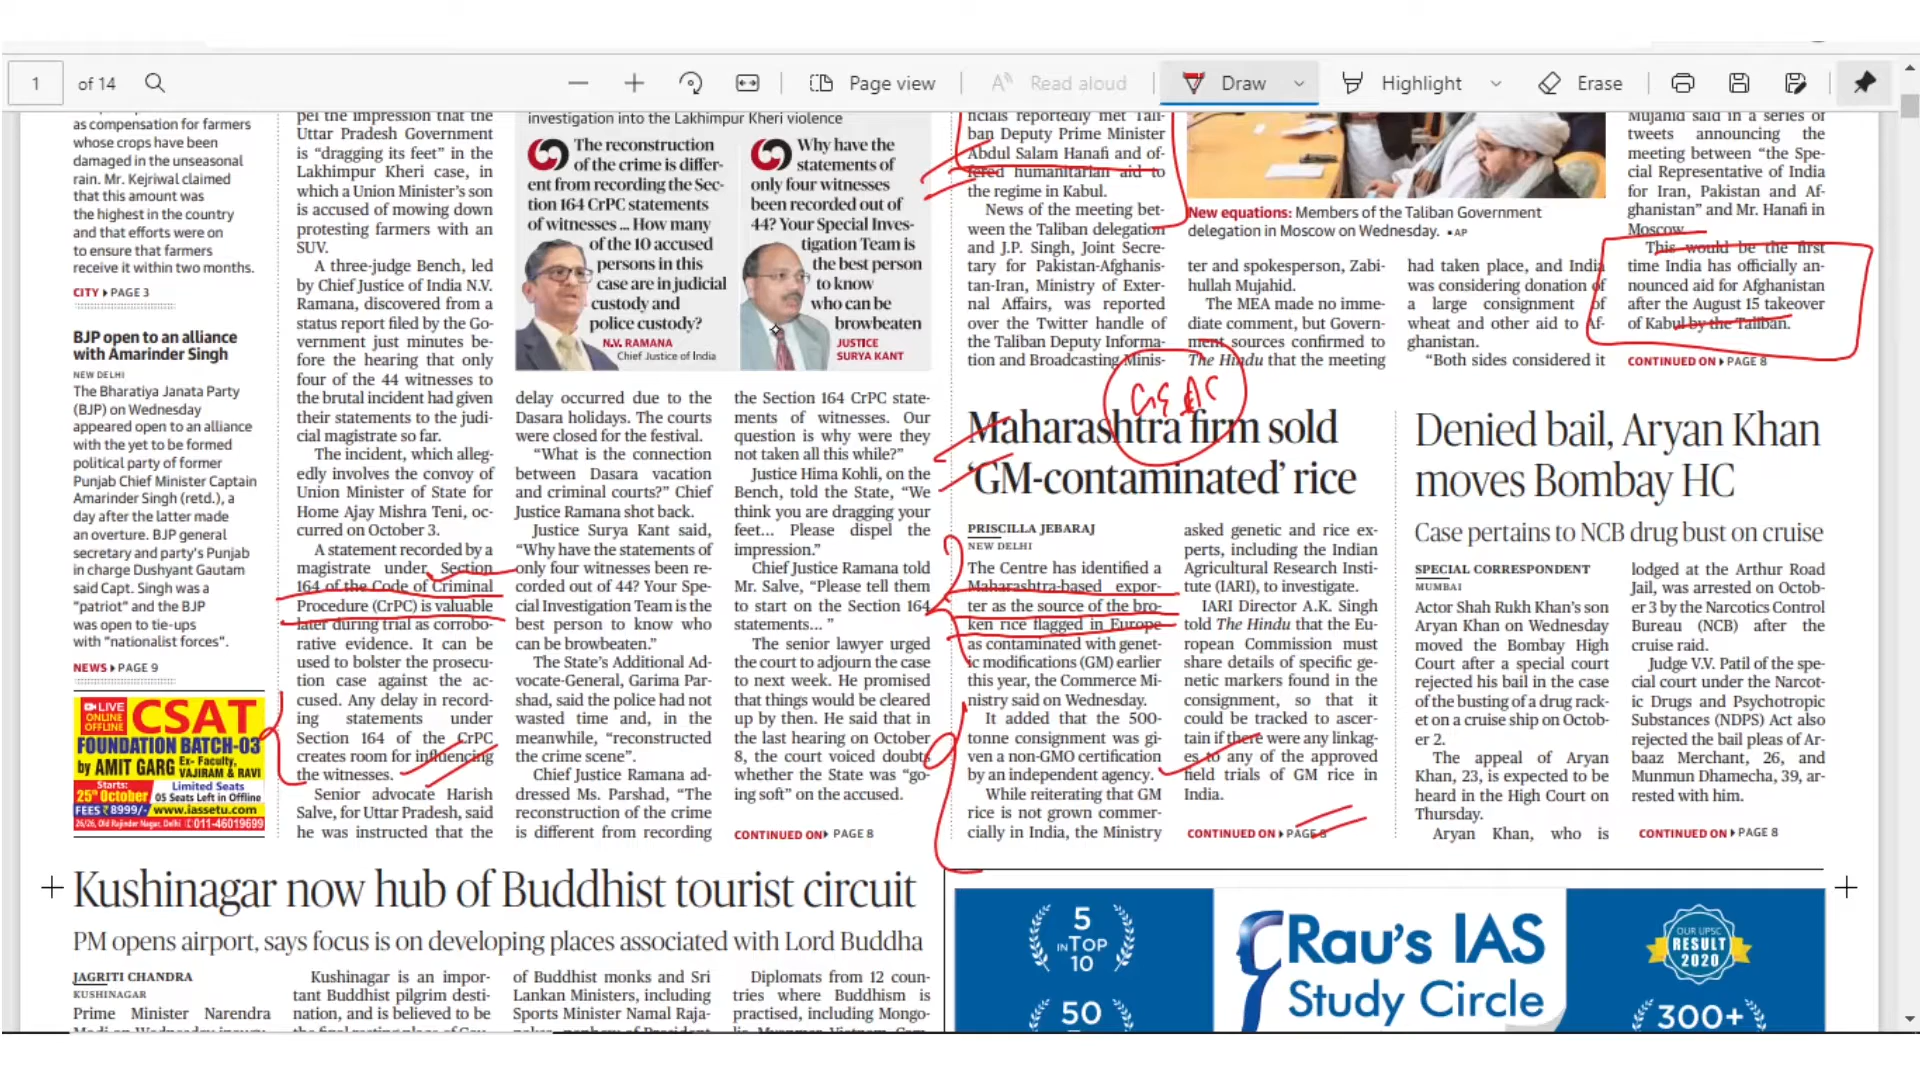 1 of 14
Page view
Read aloud
Draw
Highlight
Erase
as compensation for farmers
whose crops have been
damaged in the unseasonal
rain. Mr. Kejriwal claimed
that this amount was
the highest in the country
and that efforts were on
to ensure that farmers
receive it within two months.
CITY PAGE 3
BJP open to an alliance
with Amarinder Singh
NEW DELHI
The Bharatiya Janata Party
(BJP) on Wednesday
appeared open to an alliance
with the yet to be formed
political party of former
Punjab Chief Minister Captain
Amarinder Singh (retd.), a
day after the latter made
an overture. BJP general
secretary and party's Punjab
in charge Dushyant Gautam
said Capt. Singh was a
"patriot" and the BJP
was open to tie-ups
with "nationalist forces".
NEWS PAGE 9
LIVE
ONLINE
OFFLINE
CSAT
FOUNDATION BATCH-03
by AMIT GARG Ex- Faculty,
VAJIRAM & RAVI
Starts:
25th October
Limited Seats
05 Seats Left in Offline
FEES ₹8999/- www.iassetu.com
26/26, Old Rajinder Nagar, Delhi 011-46019699
pel the impression that the
Uttar Pradesh Government
is "dragging its feet" in the
Lakhimpur Kheri case, in
which a Union Minister's son
is accused of mowing down
protesting farmers with an
SUV.
A three-judge Bench, led
by Chief Justice of India N.V.
Ramana, discovered from a
status report filed by the Go-
vernment just minutes be-
fore the hearing that only
four of the 44 witnesses to
the brutal incident had given
their statements to the judi-
cial magistrate so far.
The incident, which alleg-
edly involves the convoy of
Union Minister of State for
Home Ajay Mishra Teni, oc-
curred on October 3.
A statement recorded by a
magistrate under Section
164 of the Code of Criminal
Procedure (CrPC) is valuable
later during trial as corrobo-
rative evidence. It can be
used to bolster the prosecu-
tion case against the ac-
cused. Any delay in record-
ing statements under
Section 164 of the CrPC
creates room for influencing
the witnesses.
Senior advocate Harish
Salve, for Uttar Pradesh, said
he was instructed that the
investigation into the Lakhimpur Kheri violence
The reconstruction
of the crime is differ-
ent from recording the Sec-
tion 164 CrPC statements
of witnesses ... How many
of the 10 accused
persons in this
case are in judicial
custody and
police custody?
N.V. RAMANA
Chief Justice of India
Why have the
statements of
only four witnesses
been recorded out of
44? Your Special Inves-
tigation Team is
the best person
to know
who can be
browbeaten
JUSTICE
SURYA KANT
delay occurred due to the
Dasara holidays. The courts
were closed for the festival.
"What is the connection
between Dasara vacation
and criminal courts?" Chief
Justice Ramana shot back.
Justice Surya Kant said,
"Why have the statements of
only four witnesses been re-
corded out of 44? Your Spe-
cial Investigation Team is the
best person to know who
can be browbeaten."
The State's Additional Ad-
vocate-General, Garima Par-
shad, said the police had not
wasted time and, in the
meanwhile, "reconstructed
the crime scene".
Chief Justice Ramana ad-
dressed Ms. Parshad, "The
reconstruction of the crime
is different from recording
the Section 164 CrPC state-
ments of witnesses. Our
question is why were they
not taken all this while?"
Justice Hima Kohli, on the
Bench, told the State, "We
think you are dragging your
feet... Please dispel the
impression."
Chief Justice Ramana told
Mr. Salve, "Please tell them
to start on the Section 164
statements... "
The senior lawyer urged
the court to adjourn the case
to next week. He promised
that things would be cleared
up by then. He said that in
the last hearing on October
8, the court voiced doubts
whether the State was "go-
ing soft" on the accused.
CONTINUED ON PAGE 8
ncials reportedly met Tali-
ban Deputy Prime Minister
Abdul Salam Hanafi and of-
fered humanitarian aid to
the regime in Kabul.
News of the meeting bet-
ween the Taliban delegation
and J.P. Singh, Joint Secre-
tary for Pakistan-Afghanis-
tan-Iran, Ministry of Exter-
nal Affairs, was reported
over the Twitter handle of
the Taliban Deputy Informa-
tion and Broadcasting Minis-
New equations: Members of the Taliban Government
delegation in Moscow on Wednesday. AP
ter and spokesperson, Zabi-
hullah Mujahid.
The MEA made no imme-
diate comment, but Govern-
ment sources confirmed to
The Hindu that the meeting
had taken place, and India
was considering donation of
a large consignment of
wheat and other aid to Af-
ghanistan.
"Both sides considered it
Mujahid said in a series of
tweets announcing the
meeting between "the Spe-
cial Representative of India
for Iran, Pakistan and Af-
ghanistan" and Mr. Hanafi in
Moscow.
This would be the first
time India has officially an-
nounced aid for Afghanistan
after the August 15 takeover
of Kabul by the Taliban.
CONTINUED ON PAGE 8
GEAC
Maharashtra firm sold
'GM-contaminated' rice
PRISCILLA JEBARAJ
NEW DELHI
The Centre has identified a
Maharashtra-based expor-
ter as the source of the bro-
ken rice flagged in Europe
as contaminated with genet-
ic modifications (GM) earlier
this year, the Commerce Mi-
nistry said on Wednesday.
It added that the 500-
tonne consignment was gi-
ven a non-GMO certification
by an independent agency.
While reiterating that GM
rice is not grown commer-
cially in India, the Ministry
asked genetic and rice ex-
perts, including the Indian
Agricultural Research Insti-
tute (IARI), to investigate.
IARI Director A.K. Singh
told The Hindu that the Eu-
ropean Commission must
share details of specific ge-
netic markers found in the
consignment, so that it
could be tracked to ascer-
tain if there were any linkag-
es to any of the approved
field trials of GM rice in
India.
CONTINUED ON PAGE 8
Denied bail, Aryan Khan
moves Bombay HC
Case pertains to NCB drug bust on cruise
SPECIAL CORRESPONDENT
MUMBAI
Actor Shah Rukh Khan's son
Aryan Khan on Wednesday
moved the Bombay High
Court after a special court
rejected his bail in the case
of the busting of a drug rack-
et on a cruise ship on Octob-
er 2.
The appeal of Aryan
Khan, 23, is expected to be
heard in the High Court on
Thursday.
Aryan Khan, who is
lodged at the Arthur Road
Jail, was arrested on Octob-
er 3 by the Narcotics Control
Bureau (NCB) after the
cruise raid.
Judge V.V. Patil of the spe-
cial court under the Narcot-
ic Drugs and Psychotropic
Substances (NDPS) Act also
rejected the bail pleas of Ar-
baaz Merchant, 26, and
Munmun Dhamecha, 39, ar-
rested with him.
CONTINUED ON PAGE 8
Kushinagar now hub of Buddhist tourist circuit
PM opens airport, says focus is on developing places associated with Lord Buddha
JAGRITI CHANDRA
KUSHINAGAR
Prime Minister Narendra
Modi on Wednesday
Kushinagar is an impor-
tant Buddhist pilgrim desti-
nation, and is believed to be
the final resting place of
of Buddhist monks and Sri
Lankan Ministers, including
Sports Minister Namal Raja-
Diplomats from 12 coun-
tries where Buddhism is
practised, including Mongo-
5
IN TOP
10
50
Rau's IAS
Study Circle
OUR UPSC
RESULT
2020
300+